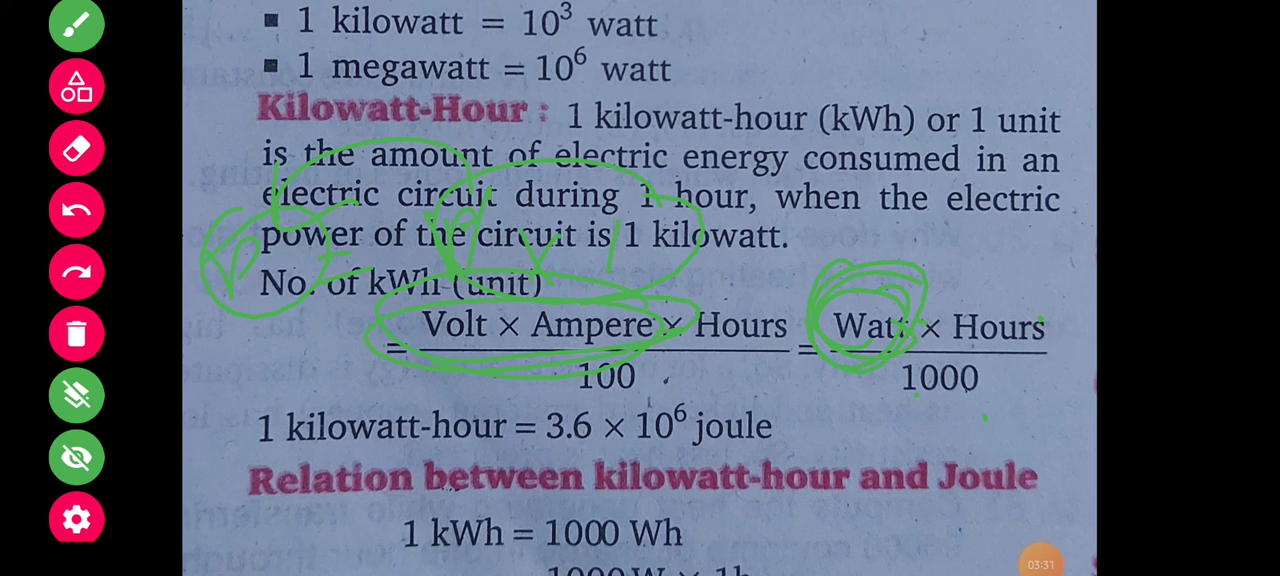 ■ 1 kilowatt = 10³ watt
■ 1 megawatt = 10⁶ watt
Kilowatt-Hour : 1 kilowatt-hour (kWh) or 1 unit
is the amount of electric energy consumed in an
electric circuit during 1 hour, when the electric
power of the circuit is 1 kilowatt.
P = V × I
No. of kWh (unit)
= Volt × Ampere × Hours / 100 = Watt × Hours / 1000
1 kilowatt-hour = 3.6 × 10⁶ joule
Relation between kilowatt-hour and Joule
1 kWh = 1000 Wh
1000 W × 1h
03:31